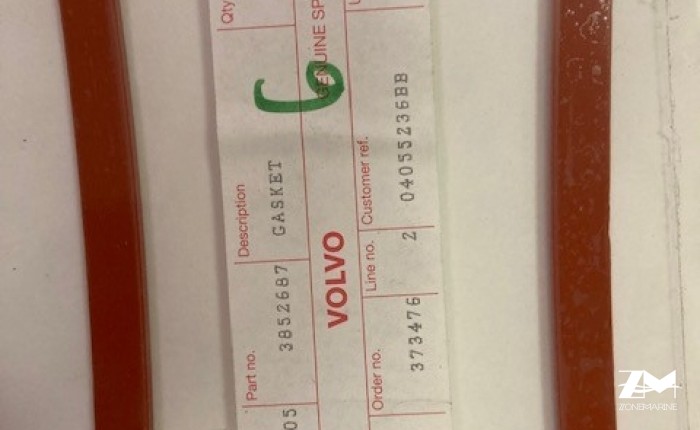 Qty
Part no. Description
05 3852687 GASKET
VOLVO GENUINE SP
Order no. Line no. Customer ref. U
373476 2 04055236BB
ZM
ZONEMARINE